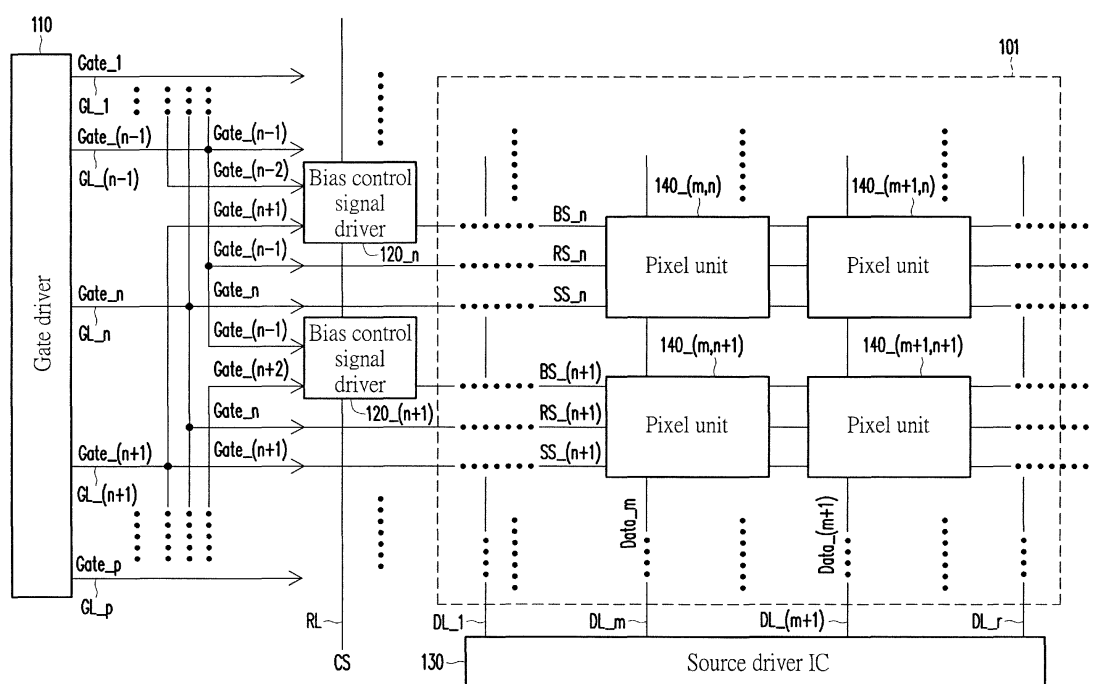 110
Gate_1
GL_1
101
Gate_(n-1)
Gate_(n-1)
GL_(n-1)
Gate_(n-2)
Bias control
signal
driver
140_(m,n)
140_(m+1,n)
Gate_(n+1)
BS_n
120_n
Gate_(n-1)
RS_n
Pixel unit
Pixel unit
Gate_n
Gate_n
SS_n
GL_n
Gate driver
Gate_(n-1)
Bias control
signal
driver
140_(m,n+1)
140_(m+1,n+1)
Gate_(n+2)
BS_(n+1)
120_(n+1)
Gate_n
RS_(n+1)
Pixel unit
Pixel unit
Gate_(n+1)
Gate_(n+1)
SS_(n+1)
GL_(n+1)
Data_m
Data_(m+1)
Gate_p
GL_p
RL
DL_1
DL_m
DL_(m+1)
DL_r
CS
130
Source driver IC